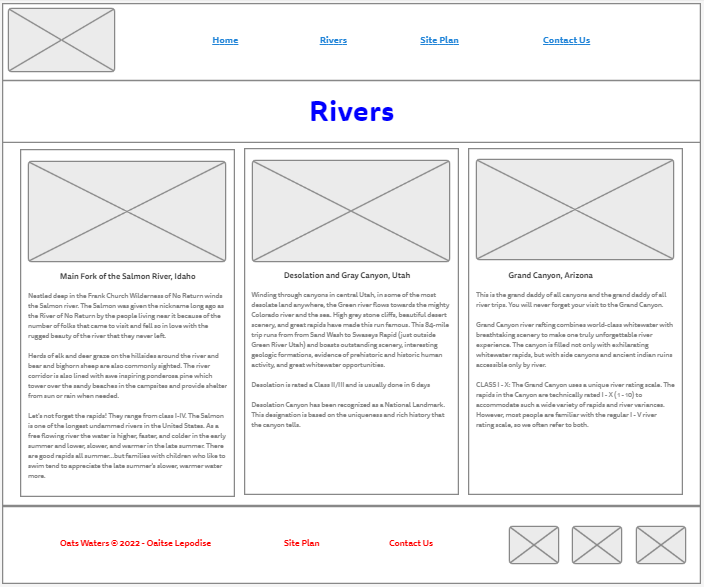 Home Rivers Site Plan Contact Us
Rivers
Main Fork of the Salmon River, Idaho
Nestled deep in the Frank Church Wilderness of No Return winds
the Salmon river. The Salmon was given the nickname long ago as
the River of No Return by the people living near it because of the
number of folks that came to visit and fell so in love with the
rugged beauty of the river that they never left.
Herds of elk and deer graze on the hillsides around the river and
bear and bighorn sheep are also commonly sighted. The river
corridor is also lined with awe inspiring ponderosa pine which
tower over the sandy beaches in the campsites and provide shelter
from sun or rain when needed.
Let's not forget the rapids! They range from class I-IV. The Salmon
is one of the longest undammed rivers in the United States. As a
free flowing river the water is higher, faster, and colder in the early
summer and lower, slower, and warmer in the late summer. There
are good rapids all summer...but families with children who like to
swim tend to appreciate the late summer's slower, warmer water
more.
Desolation and Gray Canyon, Utah
Winding through canyons in central Utah, in some of the most
desolate land anywhere, the Green river flows towards the mighty
Colorado river and the sea. High grey stone cliffs, beautiful desert
scenery, and great rapids have made this run famous. This 84-mile
trip runs from from Sand Wash to Swaseys Rapid (just outside
Green River Utah) and boasts outstanding scenery, interesting
geologic formations, evidence of prehistoric and historic human
activity, and great whitewater opportunities.
Desolation is rated a Class II/III and is usually done in 6 days
Desolation Canyon has been recognized as a National Landmark.
This designation is based on the uniqueness and rich history that
the canyon talls.
Grand Canyon, Arizona
This is the grand daddy of all canyons and the grand daddy of all
river trips. You will never forget your visit to the Grand Canyon.
Grand Canyon river rafting combines world-class whitewater with
breathtaking scenery to make one truly unforgettable river
experience. The canyon is filled not only with exhilarating
whitewater rapids, but with side canyons and ancient indian ruins
accessible only by river.
CLASS I - X: The Grand Canyon uses a unique river rating scale. The
rapids in the Canyon are technically rated I - X ( 1 - 10) to
accommodate such a wide variety of rapids and river variances.
However, most people are familiar with the regular I - V river
rating scale, so we often refer to both.
Oats Waters © 2022 - Oaitse Lepodise Site Plan Contact Us